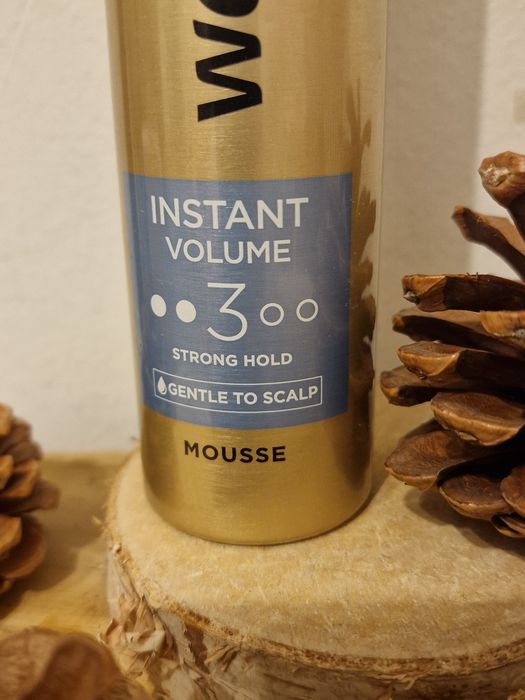 INSTANT
VOLUME
3
STRONG HOLD
GENTLE TO SCALP
MOUSSE